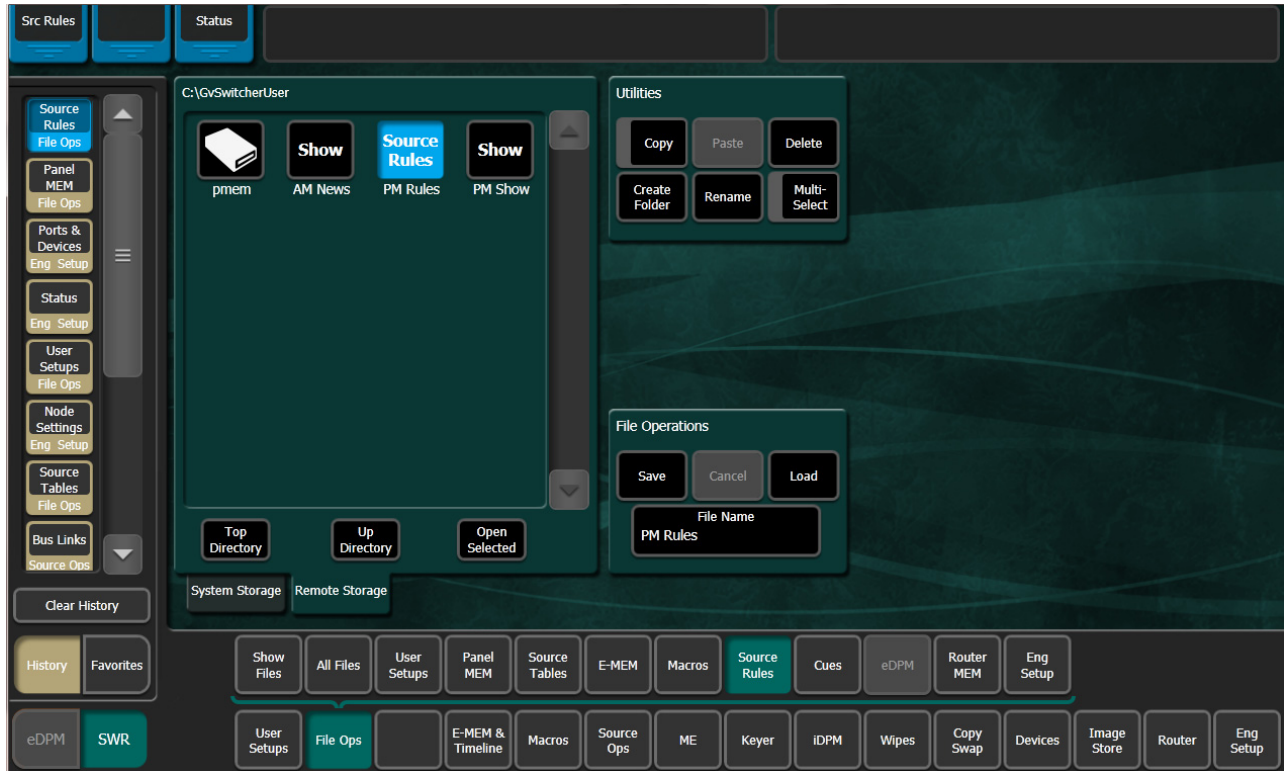 Src Rules
Status
Source
Rules
File Ops
Panel
MEM
File Ops
Ports &
Devices
Eng Setup
Status
Eng Setup
User
Setups
File Ops
Node
Settings
Eng Setup
Source
Tables
File Ops
Bus Links
Source Ops
Clear History
History
Favorites
eDPM
SWR
C:\GvSwitcherUser
pmem
Show
AM News
Source
Rules
PM Rules
Show
PM Show
Top
Directory
Up
Directory
Open
Selected
System Storage
Remote Storage
Utilities
Copy
Paste
Delete
Create
Folder
Rename
Multi-
Select
File Operations
Save
Cancel
Load
File Name
PM Rules
Show
Files
All Files
User
Setups
Panel
MEM
Source
Tables
E-MEM
Macros
Source
Rules
Cues
eDPM
Router
MEM
Eng
Setup
User
Setups
File Ops
E-MEM &
Timeline
Macros
Source
Ops
ME
Keyer
iDPM
Wipes
Copy
Swap
Devices
Image
Store
Router
Eng
Setup